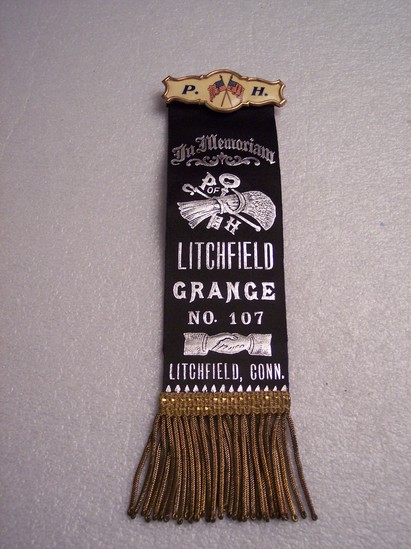 P. H.
In Memoriam
P OF H
LITCHFIELD
GRANGE
NO. 107
LITCHFIELD, CONN.